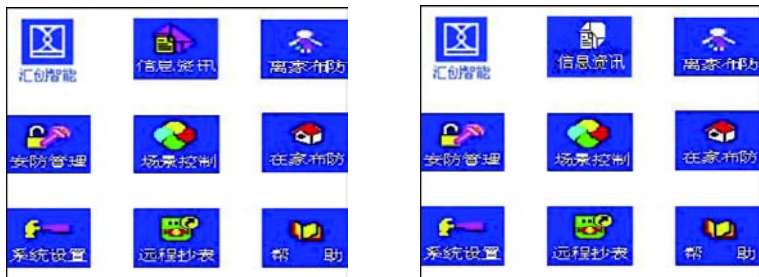 汇创智能 信息资讯 离家布防
安防管理 场景控制 在家布防
系统设置 远程抄表 帮 助
汇创智能 信息资讯 离家布防
安防管理 场景控制 在家布防
系统设置 远程抄表 帮 助